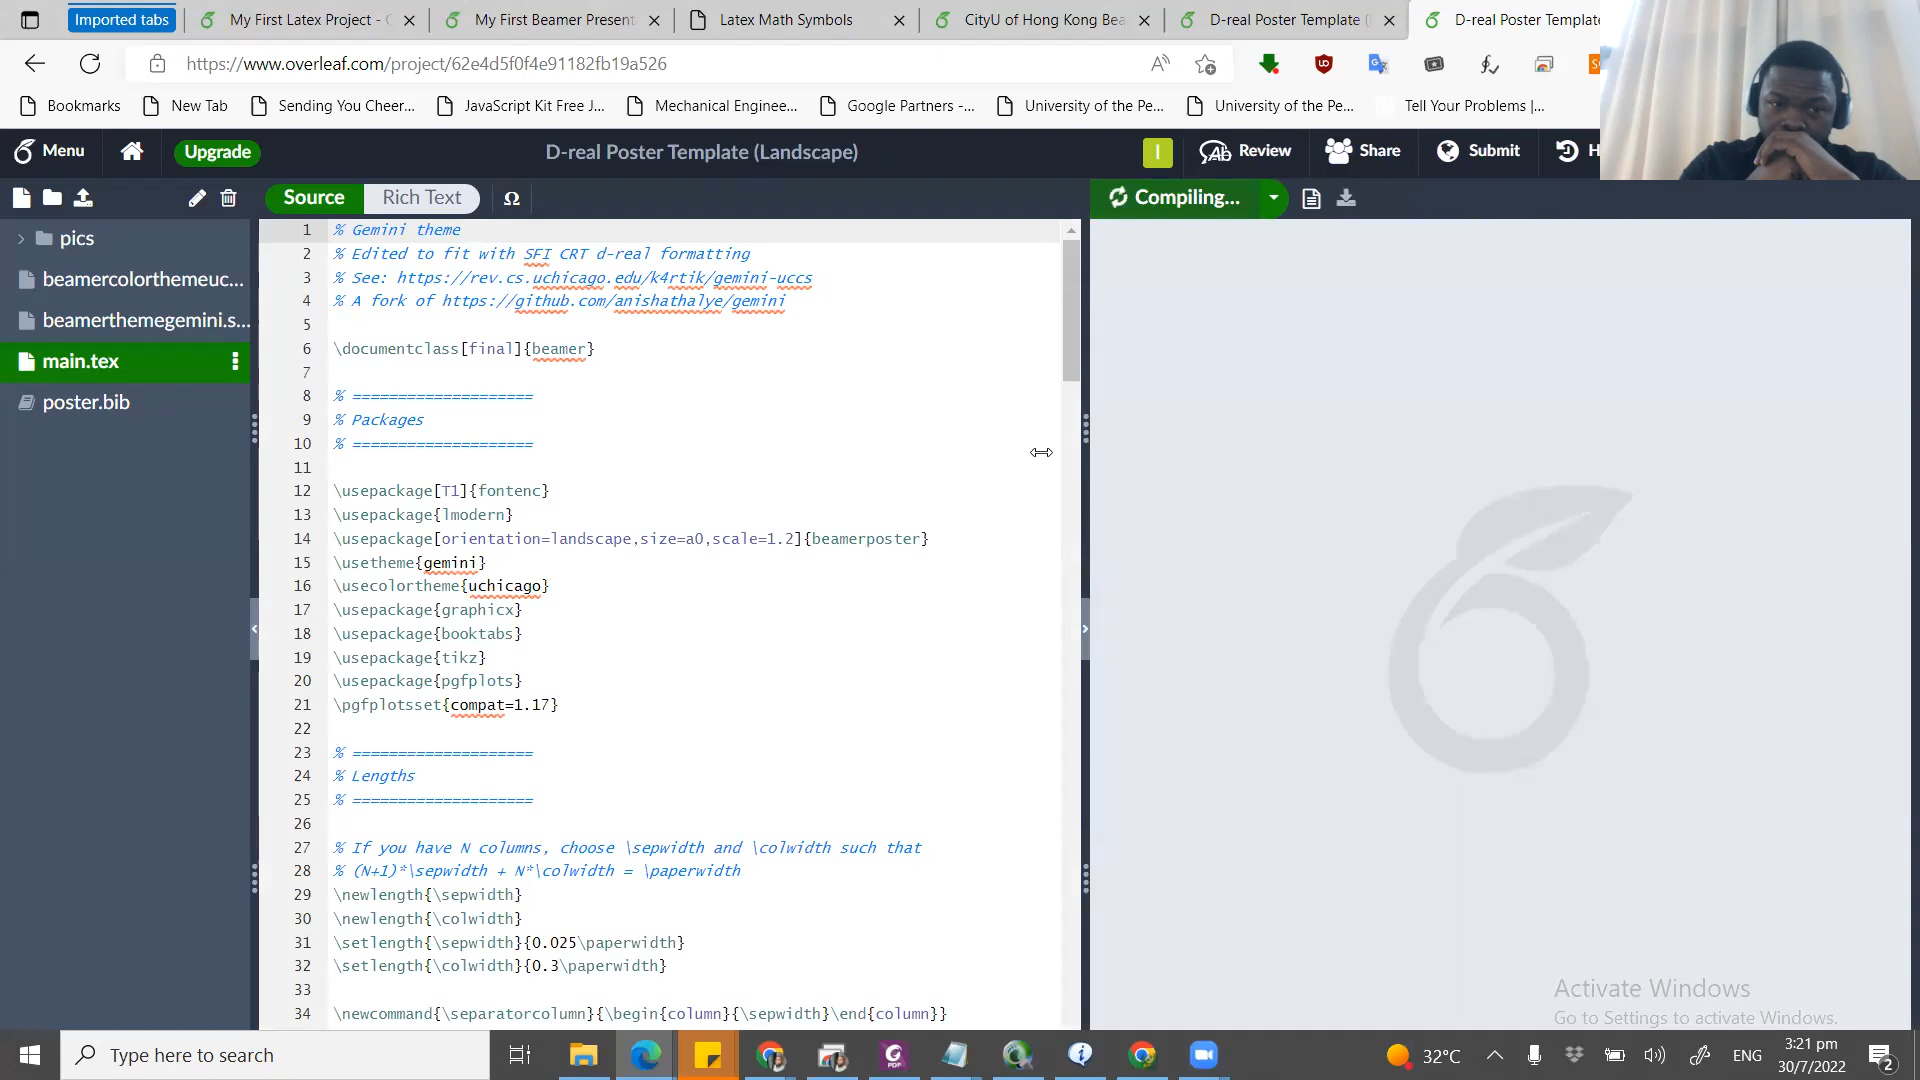 Imported tabs
My First Latex Project - O
My First Beamer Present
Latex Math Symbols
CityU of Hong Kong Bea
D-real Poster Template (
D-real Poster Template
https://www.overleaf.com/project/62e4d5f0f4e91182fb19a526
Bookmarks
New Tab
Sending You Cheer...
JavaScript Kit Free J...
Mechanical Enginee...
Google Partners -...
University of the Pe...
University of the Pe...
Tell Your Problems |...
Menu
Upgrade
D-real Poster Template (Landscape)
I
Review
Share
Submit
H
Source
Rich Text
Ω
Compiling...
pics
beamercolorthemeuc...
beamerthemegemini.s...
main.tex
poster.bib
1 % Gemini theme
2 % Edited to fit with SFI CRT d-real formatting
3 % See: https://rev.cs.uchicago.edu/k4rtik/gemini-uccs
4 % A fork of https://github.com/anishathalye/gemini
5
6 \documentclass[final]{beamer}
7
8 % ====================
9 % Packages
10 % ====================
11
12 \usepackage[T1]{fontenc}
13 \usepackage{lmodern}
14 \usepackage[orientation=landscape,size=a0,scale=1.2]{beamerposter}
15 \usetheme{gemini}
16 \usecolortheme{uchicago}
17 \usepackage{graphicx}
18 \usepackage{booktabs}
19 \usepackage{tikz}
20 \usepackage{pgfplots}
21 \pgfplotsset{compat=1.17}
22
23 % ====================
24 % Lengths
25 % ====================
26
27 % If you have N columns, choose \sepwidth and \colwidth such that
28 % (N+1)*\sepwidth + N*\colwidth = \paperwidth
29 \newlength{\sepwidth}
30 \newlength{\colwidth}
31 \setlength{\sepwidth}{0.025\paperwidth}
32 \setlength{\colwidth}{0.3\paperwidth}
33
34 \newcommand{\separatorcolumn}{\begin{column}{\sepwidth}\end{column}}
Activate Windows
Go to Settings to activate Windows.
Type here to search
32°C
ENG
3:21 pm
30/7/2022
2